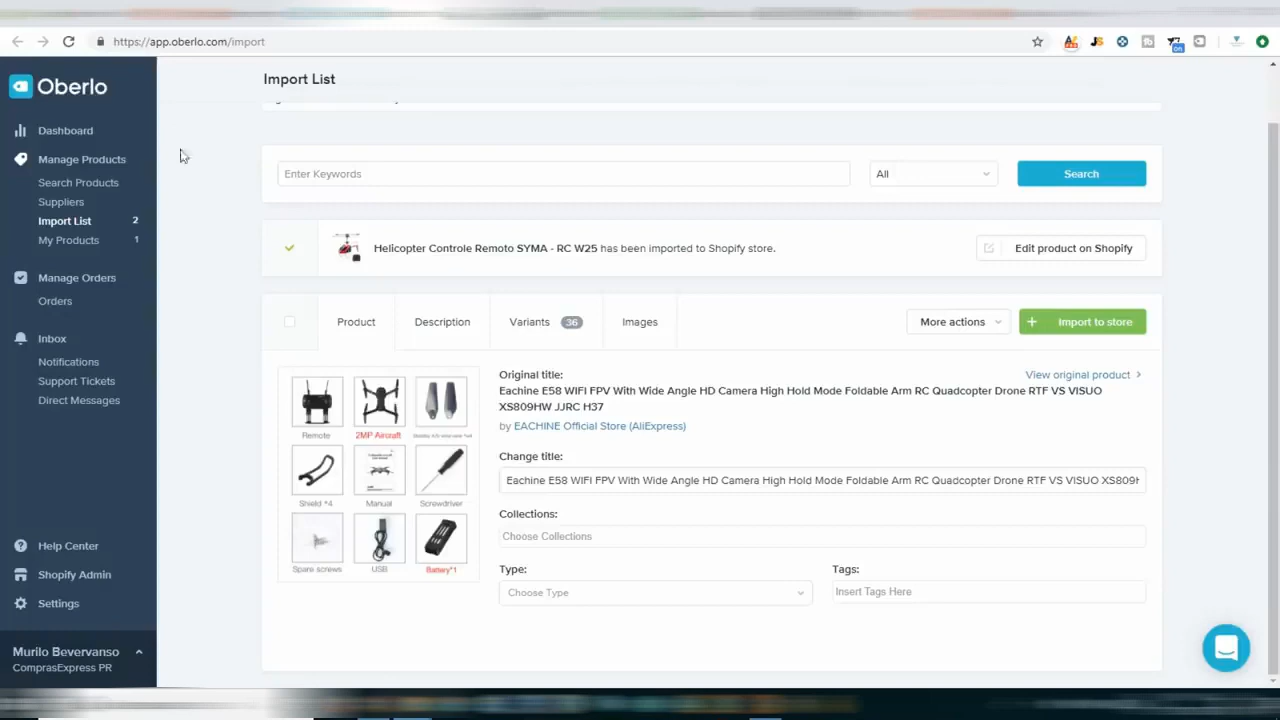 https://app.oberlo.com/import
Oberlo
Import List
Dashboard
Manage Products
Search Products
Suppliers
Import List 2
My Products 1
Manage Orders
Orders
Inbox
Notifications
Support Tickets
Direct Messages
Help Center
Shopify Admin
Settings
Murilo Bevervanso
ComprasExpress PR
Enter Keywords
All
Search
Helicopter Controle Remoto SYMA - RC W25 has been imported to Shopify store.
Edit product on Shopify
Product
Description
Variants 36
Images
More actions
+ Import to store
Remote
2MP Aircraft
Shield *4
Manual
Screwdriver
Spare screws
USB
Battery*1
Original title:
View original product >
Eachine E58 WIFI FPV With Wide Angle HD Camera High Hold Mode Foldable Arm RC Quadcopter Drone RTF VS VISUO
XS809HW JJRC H37
by EACHINE Official Store (AliExpress)
Change title:
Eachine E58 WIFI FPV With Wide Angle HD Camera High Hold Mode Foldable Arm RC Quadcopter Drone RTF VS VISUO XS809H
Collections:
Choose Collections
Type:
Choose Type
Tags:
Insert Tags Here